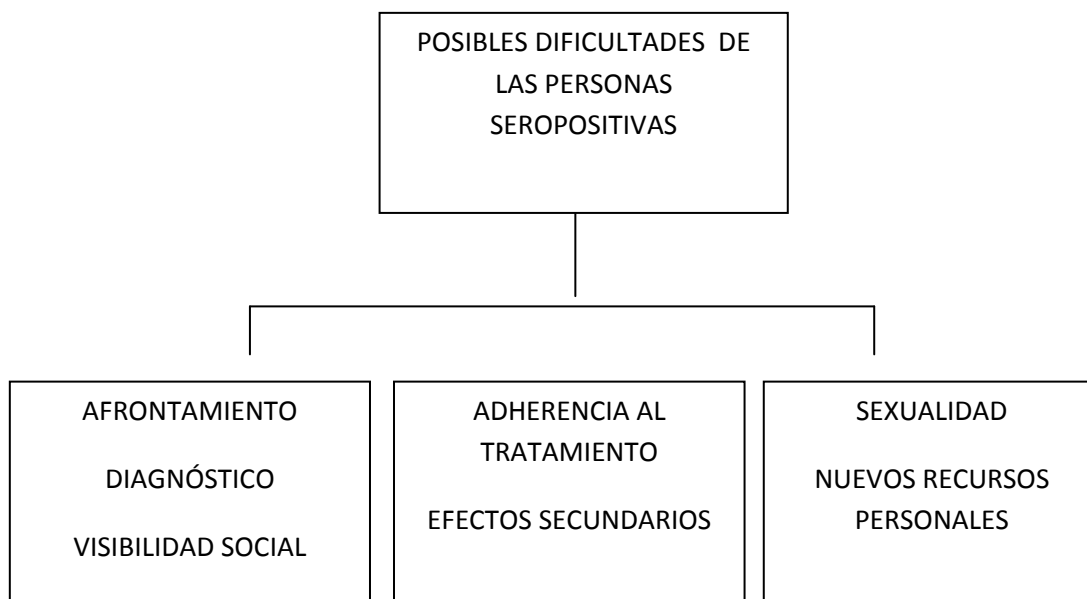 POSIBLES DIFICULTADES DE
LAS PERSONAS
SEROPOSITIVAS
AFRONTAMIENTO
DIAGNÓSTICO
VISIBILIDAD SOCIAL
ADHERENCIA AL
TRATAMIENTO
EFECTOS SECUNDARIOS
SEXUALIDAD
NUEVOS RECURSOS
PERSONALES